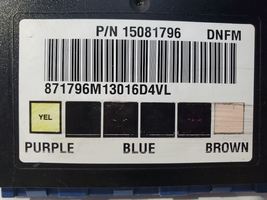 P/N 15081796 DNFM
871796M13016D4VL
YEL
PURPLE BLUE BROWN